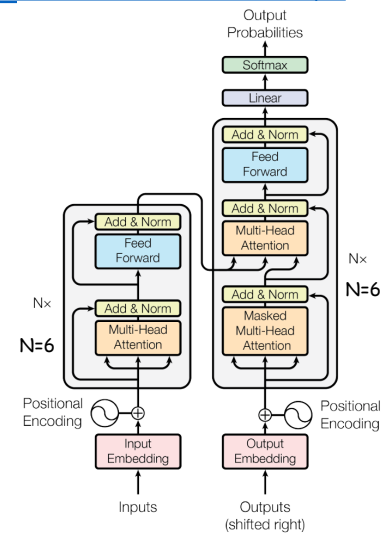 Output
Probabilities
Softmax
Linear
Add & Norm
Feed
Forward
Add & Norm
Multi-Head
Attention
Add & Norm
Masked
Multi-Head
Attention
N×
N=6
Positional
Encoding
Output
Embedding
Outputs
(shifted right)
Add & Norm
Feed
Forward
Add & Norm
Multi-Head
Attention
N×
N=6
Positional
Encoding
Input
Embedding
Inputs